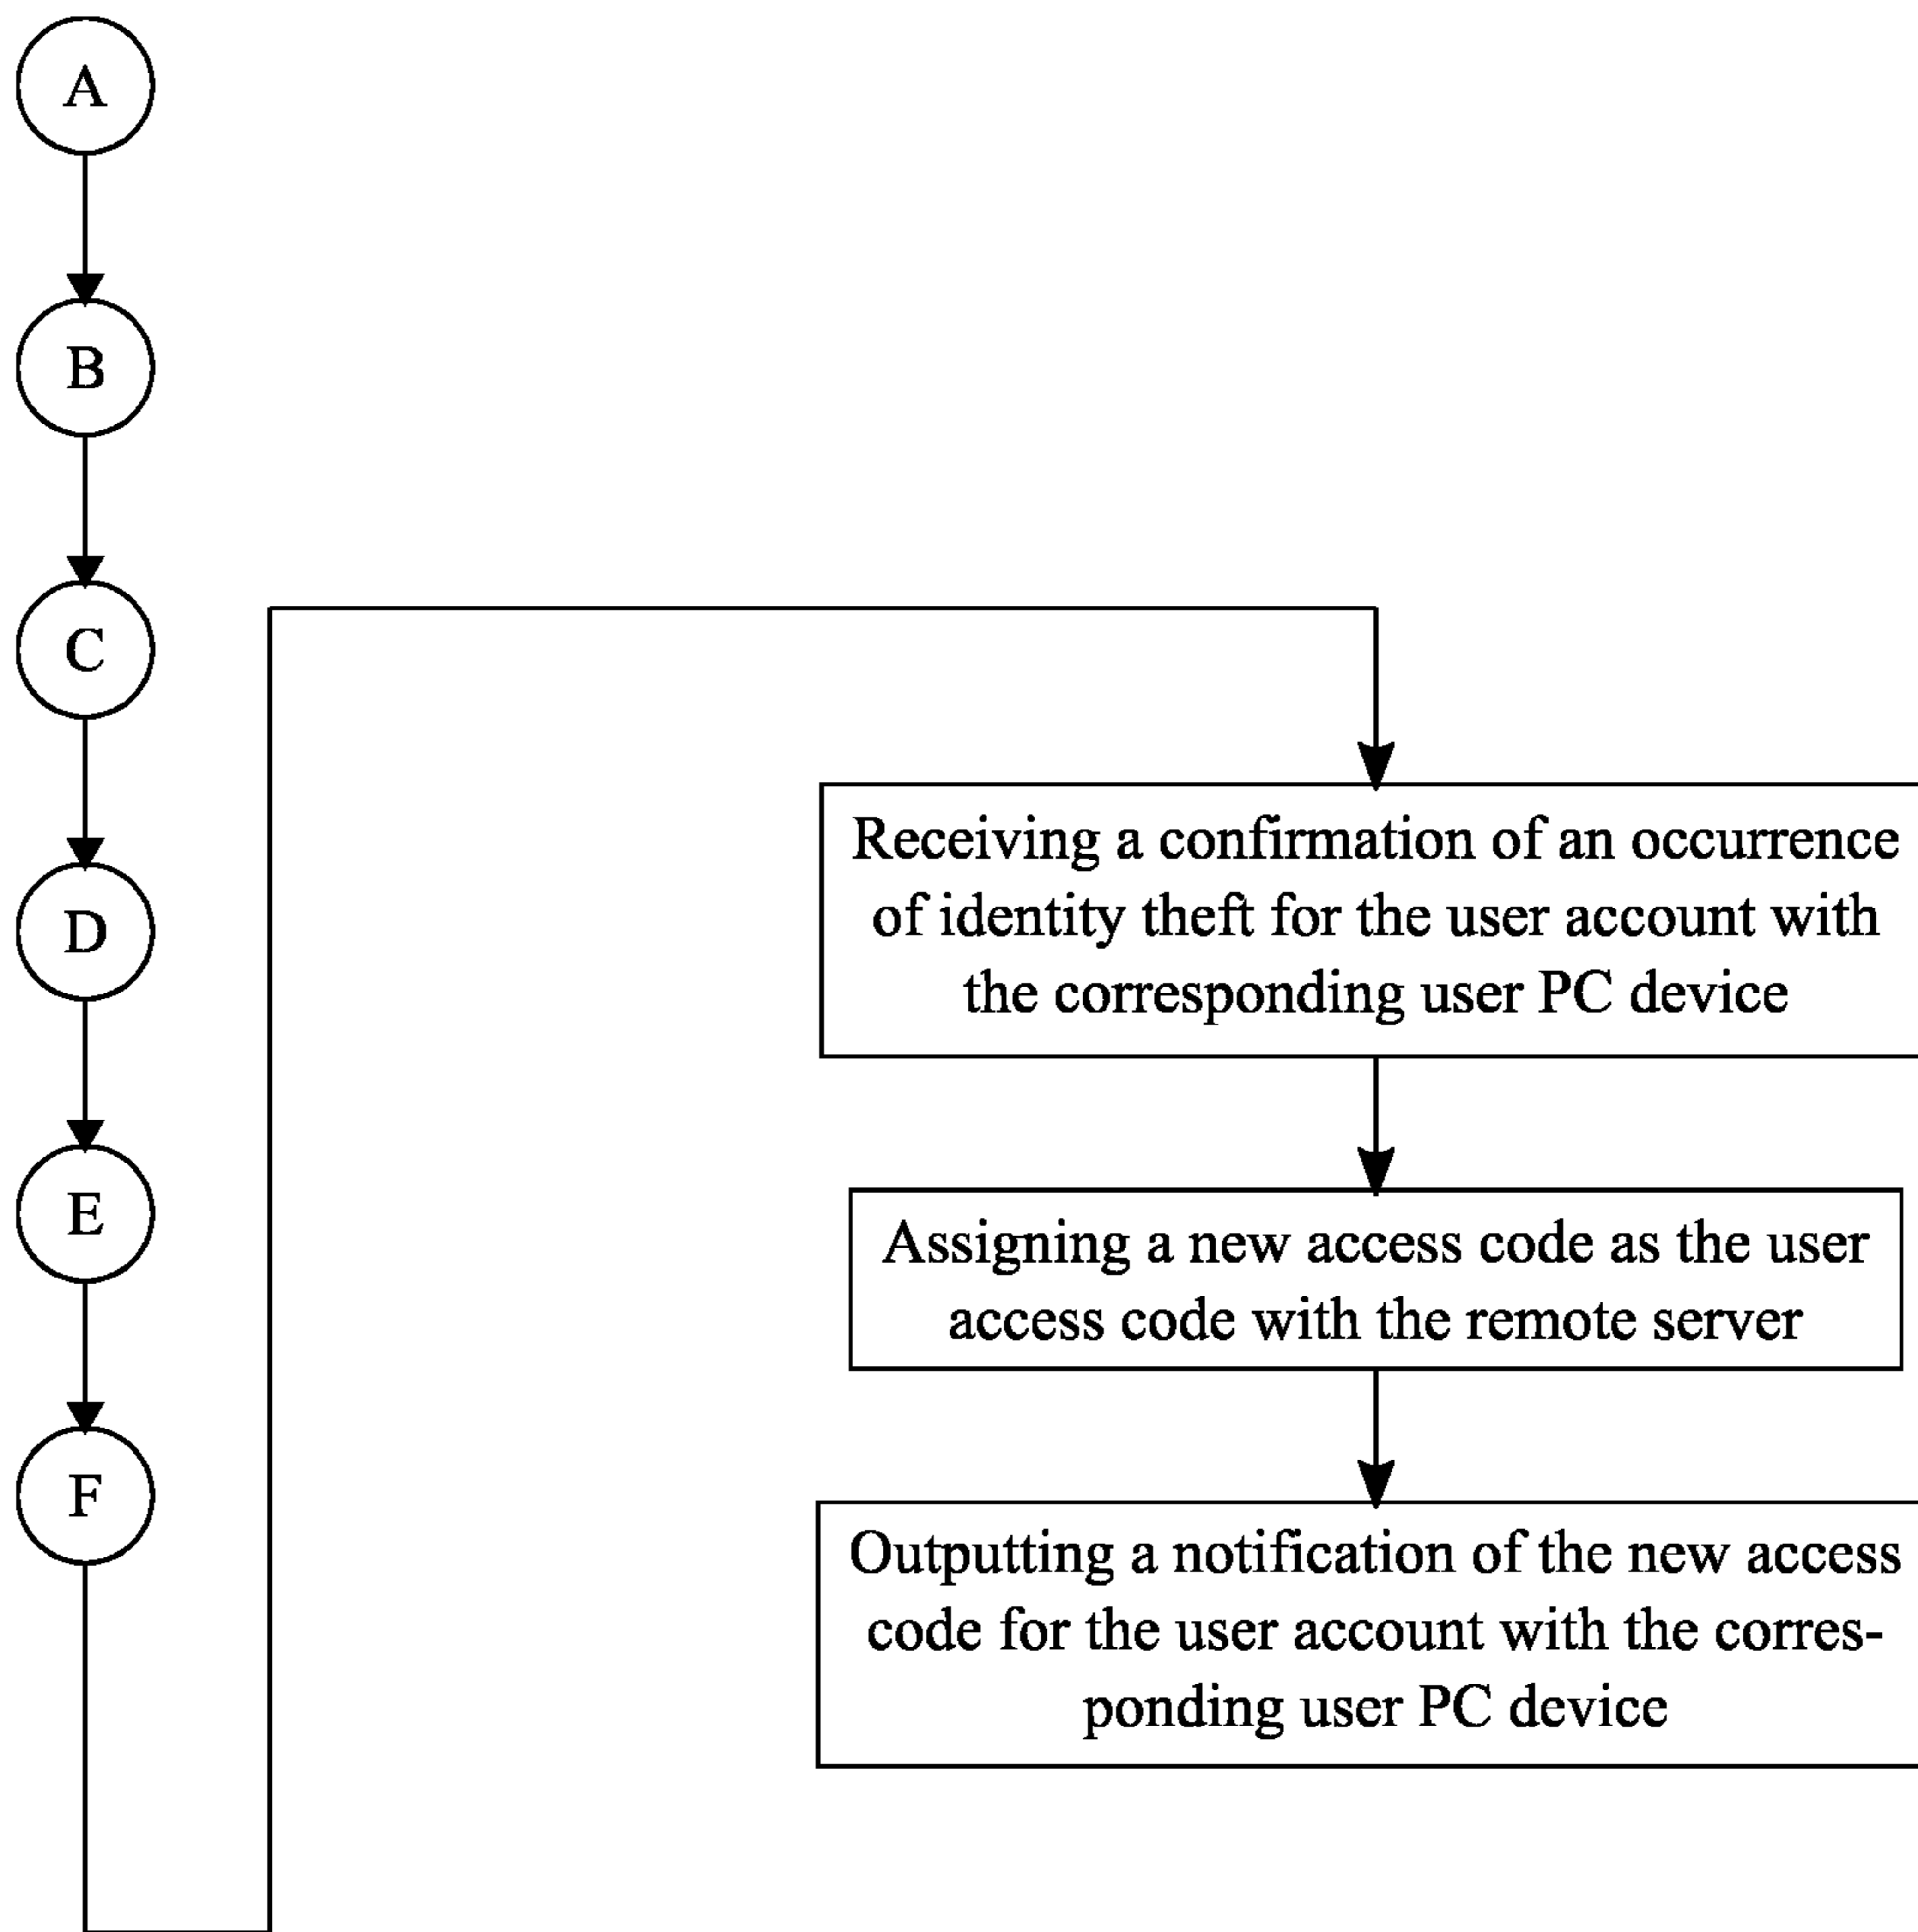 A
B
C
D
E
F
Receiving a confirmation of an occurrence
of identity theft for the user account with
the corresponding user PC device
Assigning a new access code as the user
access code with the remote server
Outputting a notification of the new access
code for the user account with the corres-
ponding user PC device